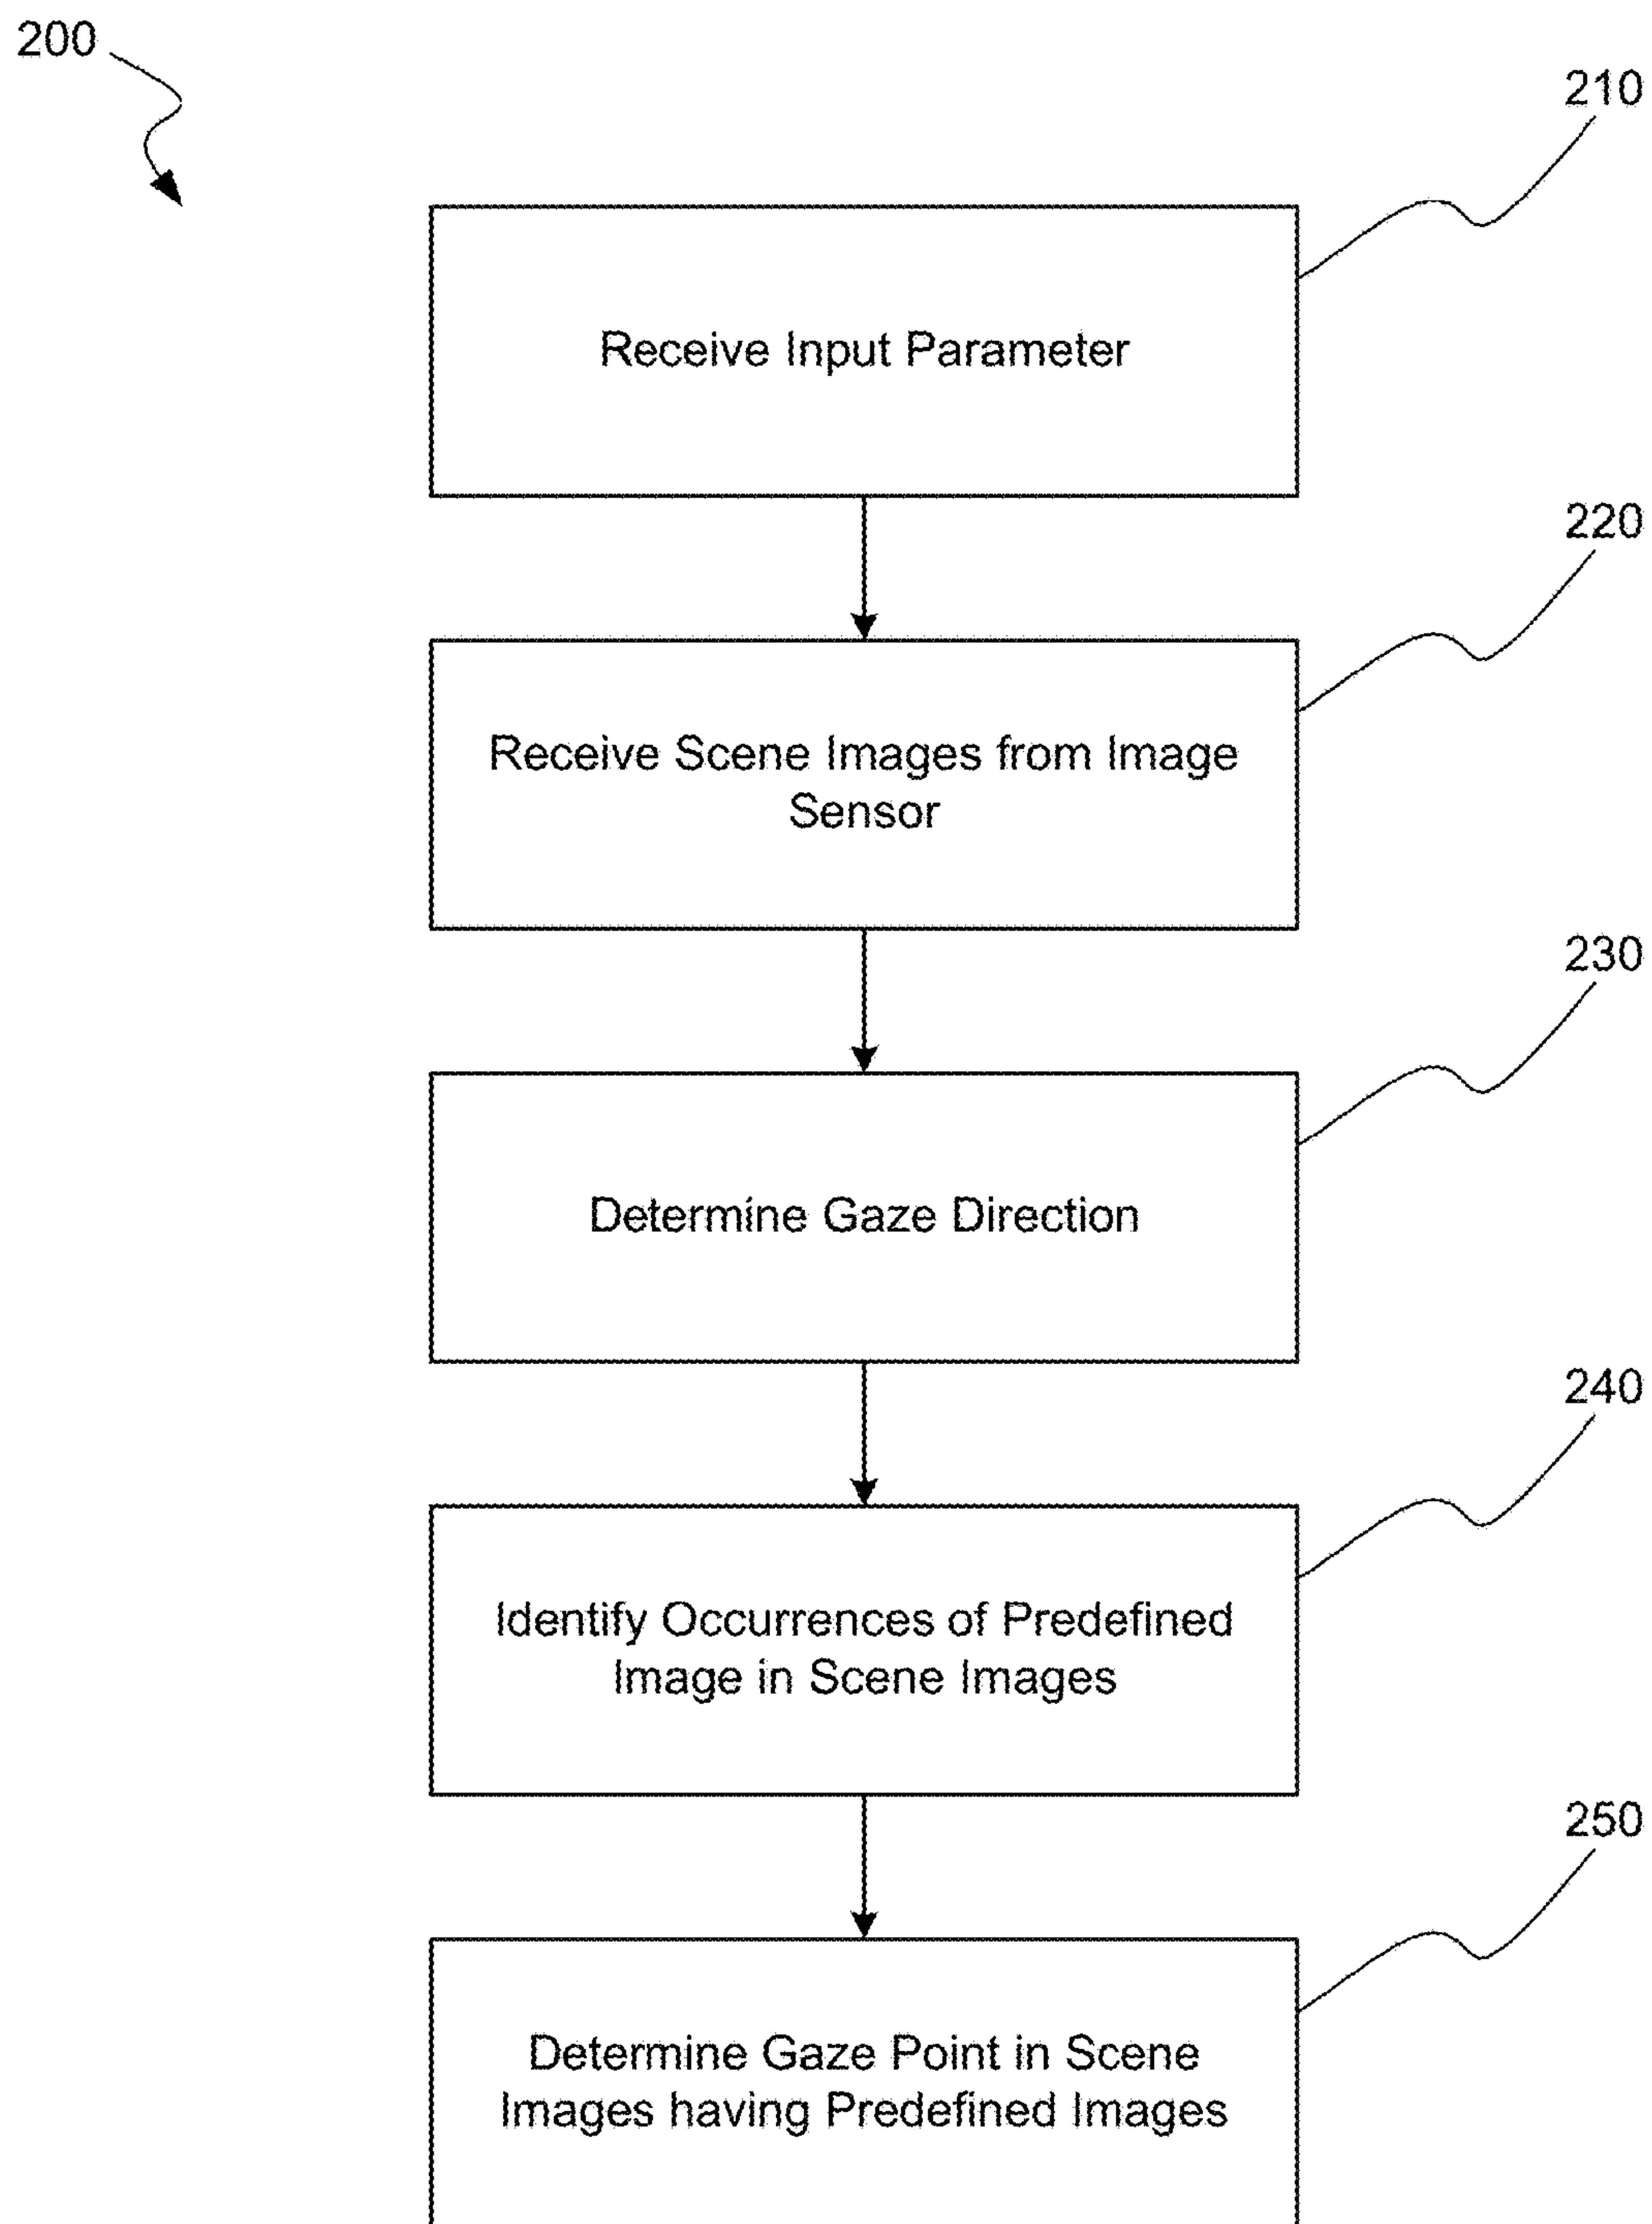 200
210
Receive Input Parameter
220
Receive Scene Images from Image
Sensor
230
Determine Gaze Direction
240
Identify Occurrences of Predefined
Image in Scene Images
250
Determine Gaze Point in Scene
Images having Predefined Images